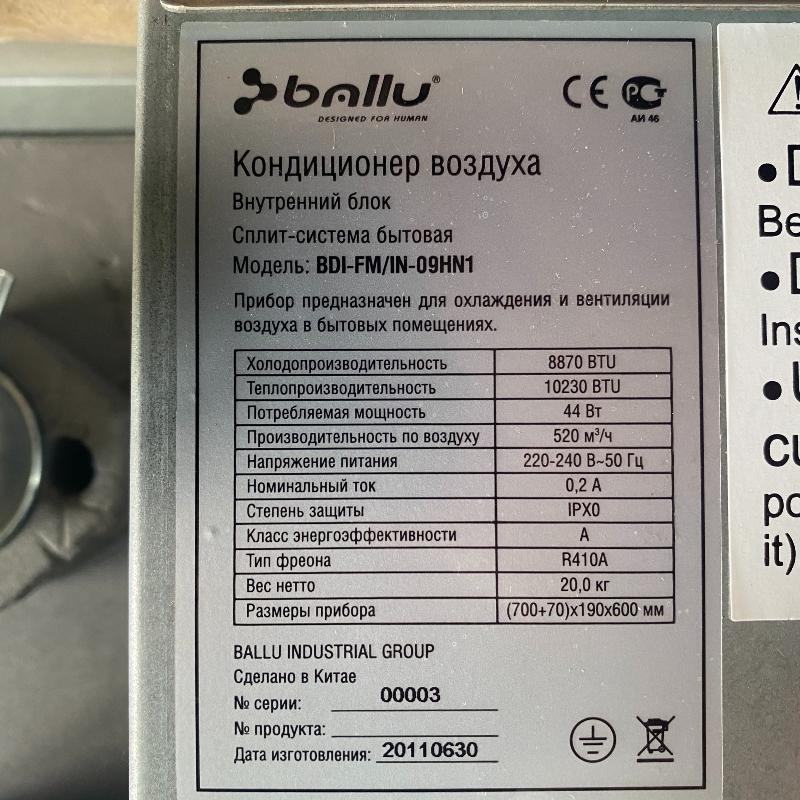 ballu®
DESIGNED FOR HUMAN
CE PCT
АИ 46
Кондиционер воздуха
Внутренний блок
Сплит-система бытовая
Модель: BDI-FM/IN-09HN1
Прибор предназначен для охлаждения и вентиляции
воздуха в бытовых помещениях.
Холодопроизводительность 8870 BTU
Теплопроизводительность 10230 BTU
Потребляемая мощность 44 Вт
Производительность по воздуху 520 м³/ч
Напряжение питания 220-240 В~50 Гц
Номинальный ток 0,2 А
Степень защиты IPX0
Класс энергоэффективности А
Тип фреона R410A
Вес нетто 20,0 кг
Размеры прибора (700+70)x190x600 мм
BALLU INDUSTRIAL GROUP
Сделано в Китае
№ серии: 00003
№ продукта:
Дата изготовления: 20110630
it)